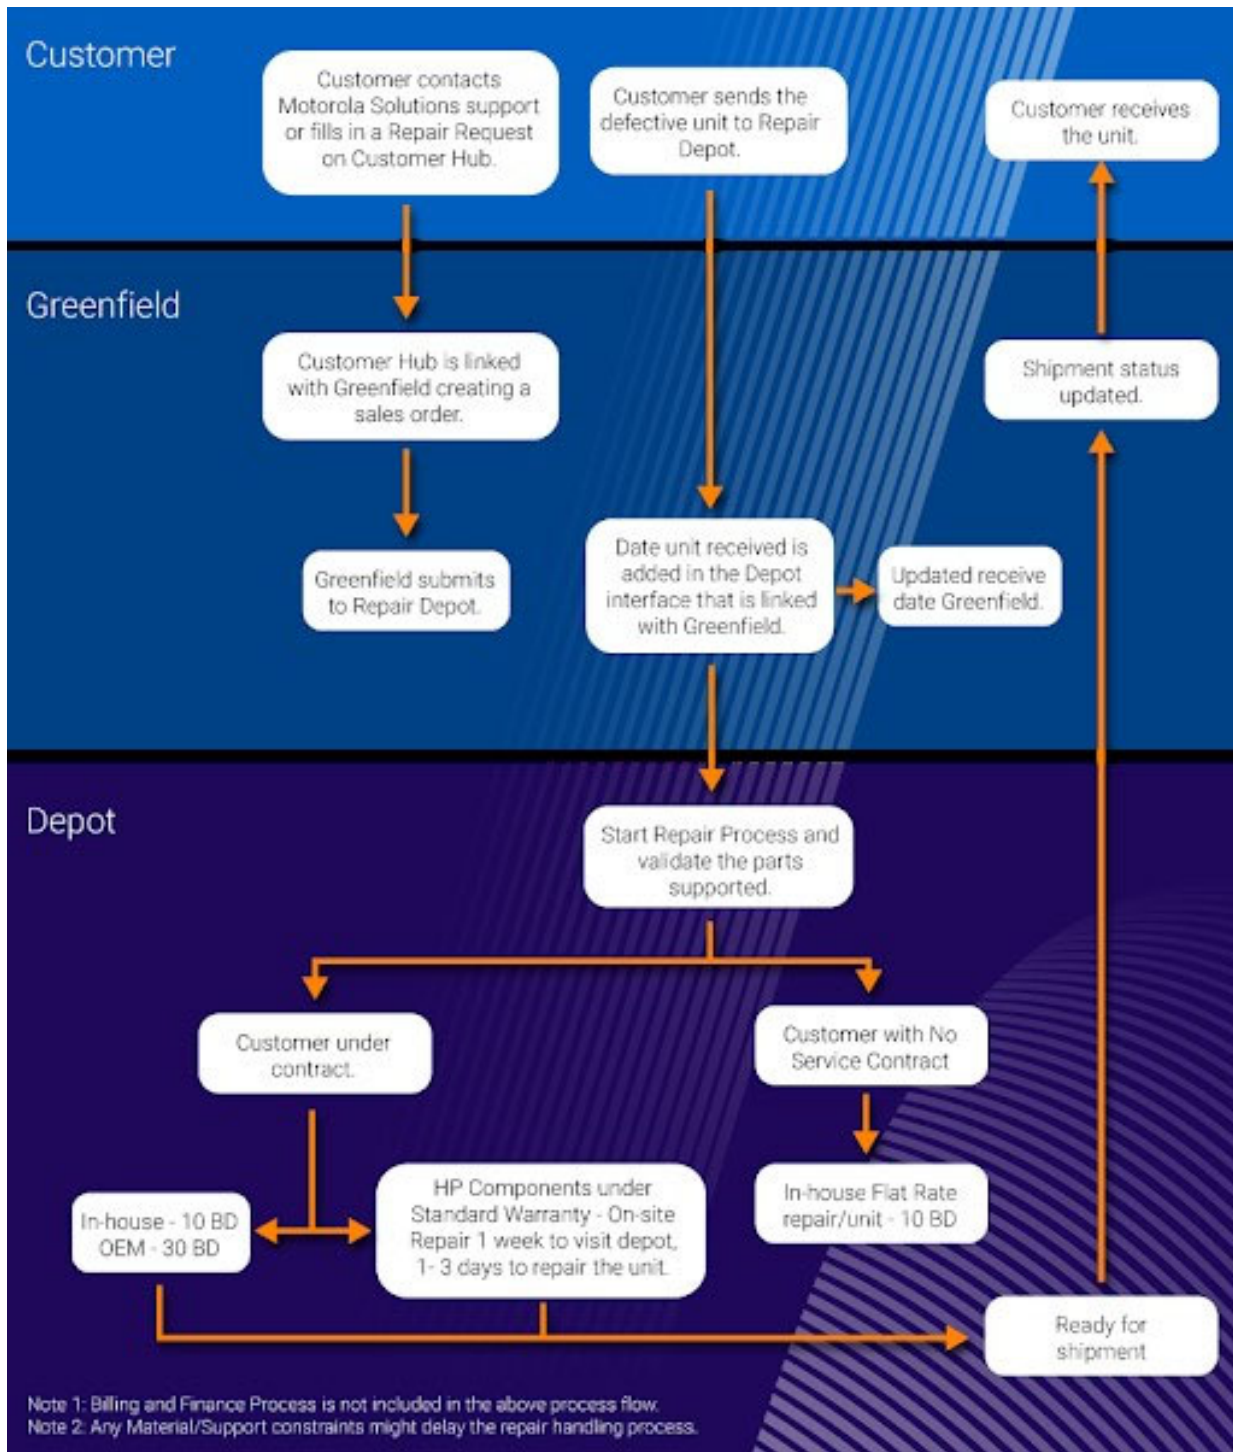 Customer
Customer contacts
Motorola Solutions support
or fills in a Repair Request
on Customer Hub.
Customer sends the
defective unit to Repair
Depot.
Customer receives
the unit.
Greenfield
Customer Hub is linked
with Greenfield creating a
sales order.
Shipment status
updated.
Greenfield submits
to Repair Depot.
Date unit received is
added in the Depot
interface that is linked
with Greenfield.
Updated receive
date Greenfield.
Depot
Start Repair Process and
validate the parts
supported.
Customer under
contract.
Customer with No
Service Contract
In-house - 10 BD
OEM - 30 BD
HP Components under
Standard Warranty - On-site
Repair 1 week to visit depot,
1- 3 days to repair the unit.
In-house Flat Rate
repair/unit - 10 BD
Ready for
shipment
Note 1: Billing and Finance Process is not included in the above process flow.
Note 2: Any Material/Support constraints might delay the repair handling process.